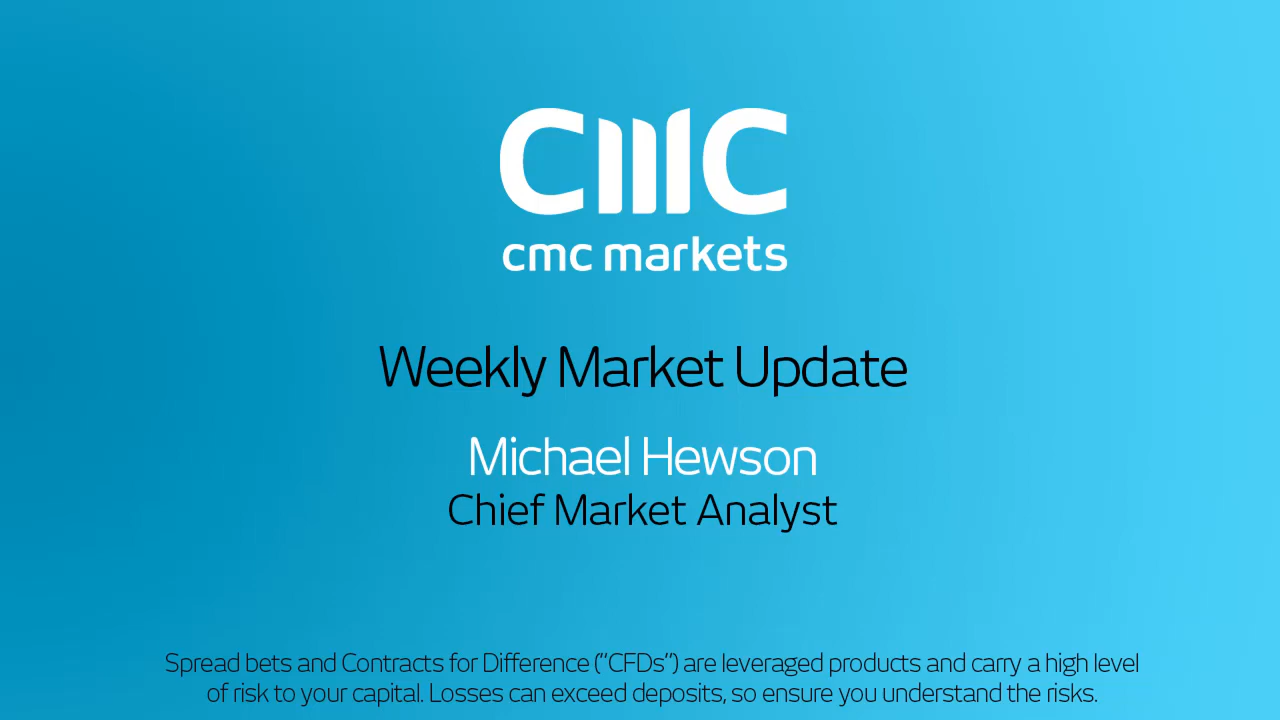 CMC
cmc markets
Weekly Market Update
Michael Hewson
Chief Market Analyst
Spread bets and Contracts for Difference (”CFDs”) are leveraged products and carry a high level
of risk to your capital. Losses can exceed deposits, so ensure you understand the risks.